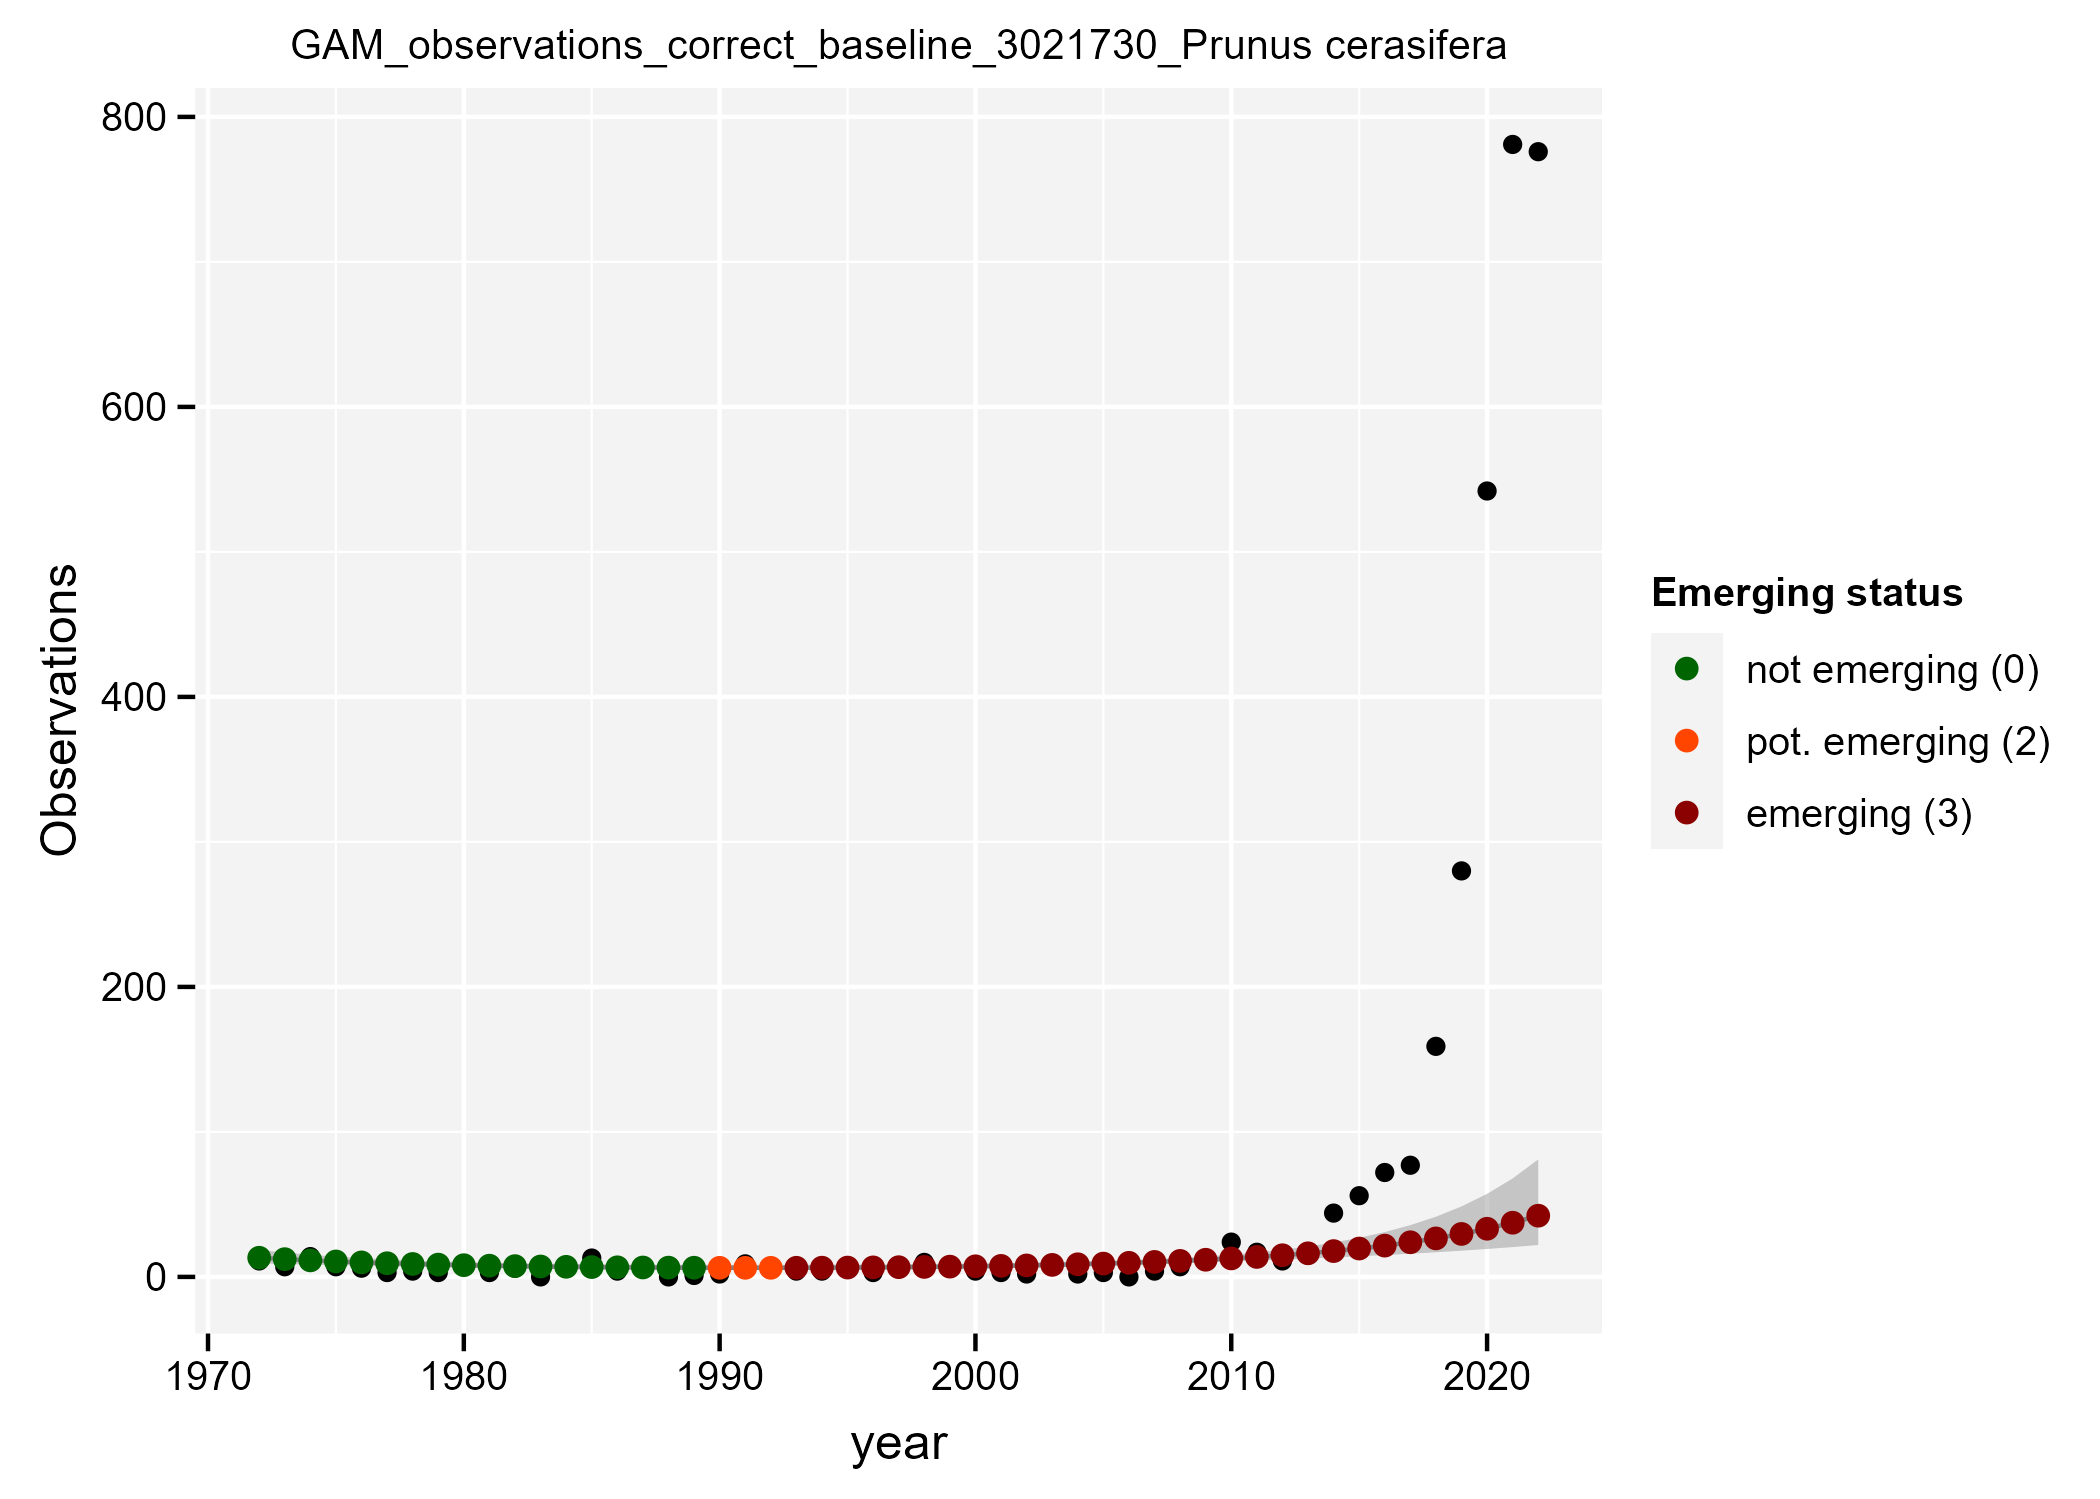 GAM_observations_correct_baseline_3021730_Prunus cerasifera
800
600
400
200
0
Observations
1970 1980 1990 2000 2010 2020
year
Emerging status
not emerging (0)
pot. emerging (2)
emerging (3)